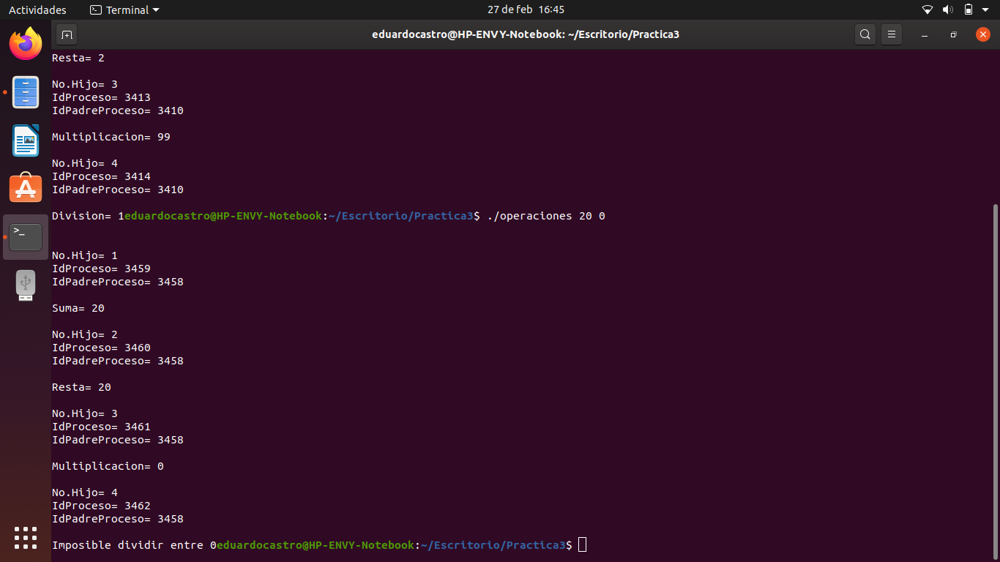 Actividades
Terminal
27 de feb 16:45
eduardocastro@HP-ENVY-Notebook: ~/Escritorio/Practica3
Resta= 2
No.Hijo= 3
IdProceso= 3413
IdPadreProceso= 3410
Multiplicacion= 99
No.Hijo= 4
IdProceso= 3414
IdPadreProceso= 3410
Division= 1eduardocastro@HP-ENVY-Notebook:~/Escritorio/Practica3$ ./operaciones 20 0
No.Hijo= 1
IdProceso= 3459
IdPadreProceso= 3458
Suma= 20
No.Hijo= 2
IdProceso= 3460
IdPadreProceso= 3458
Resta= 20
No.Hijo= 3
IdProceso= 3461
IdPadreProceso= 3458
Multiplicacion= 0
No.Hijo= 4
IdProceso= 3462
IdPadreProceso= 3458
Imposible dividir entre 0eduardocastro@HP-ENVY-Notebook:~/Escritorio/Practica3$